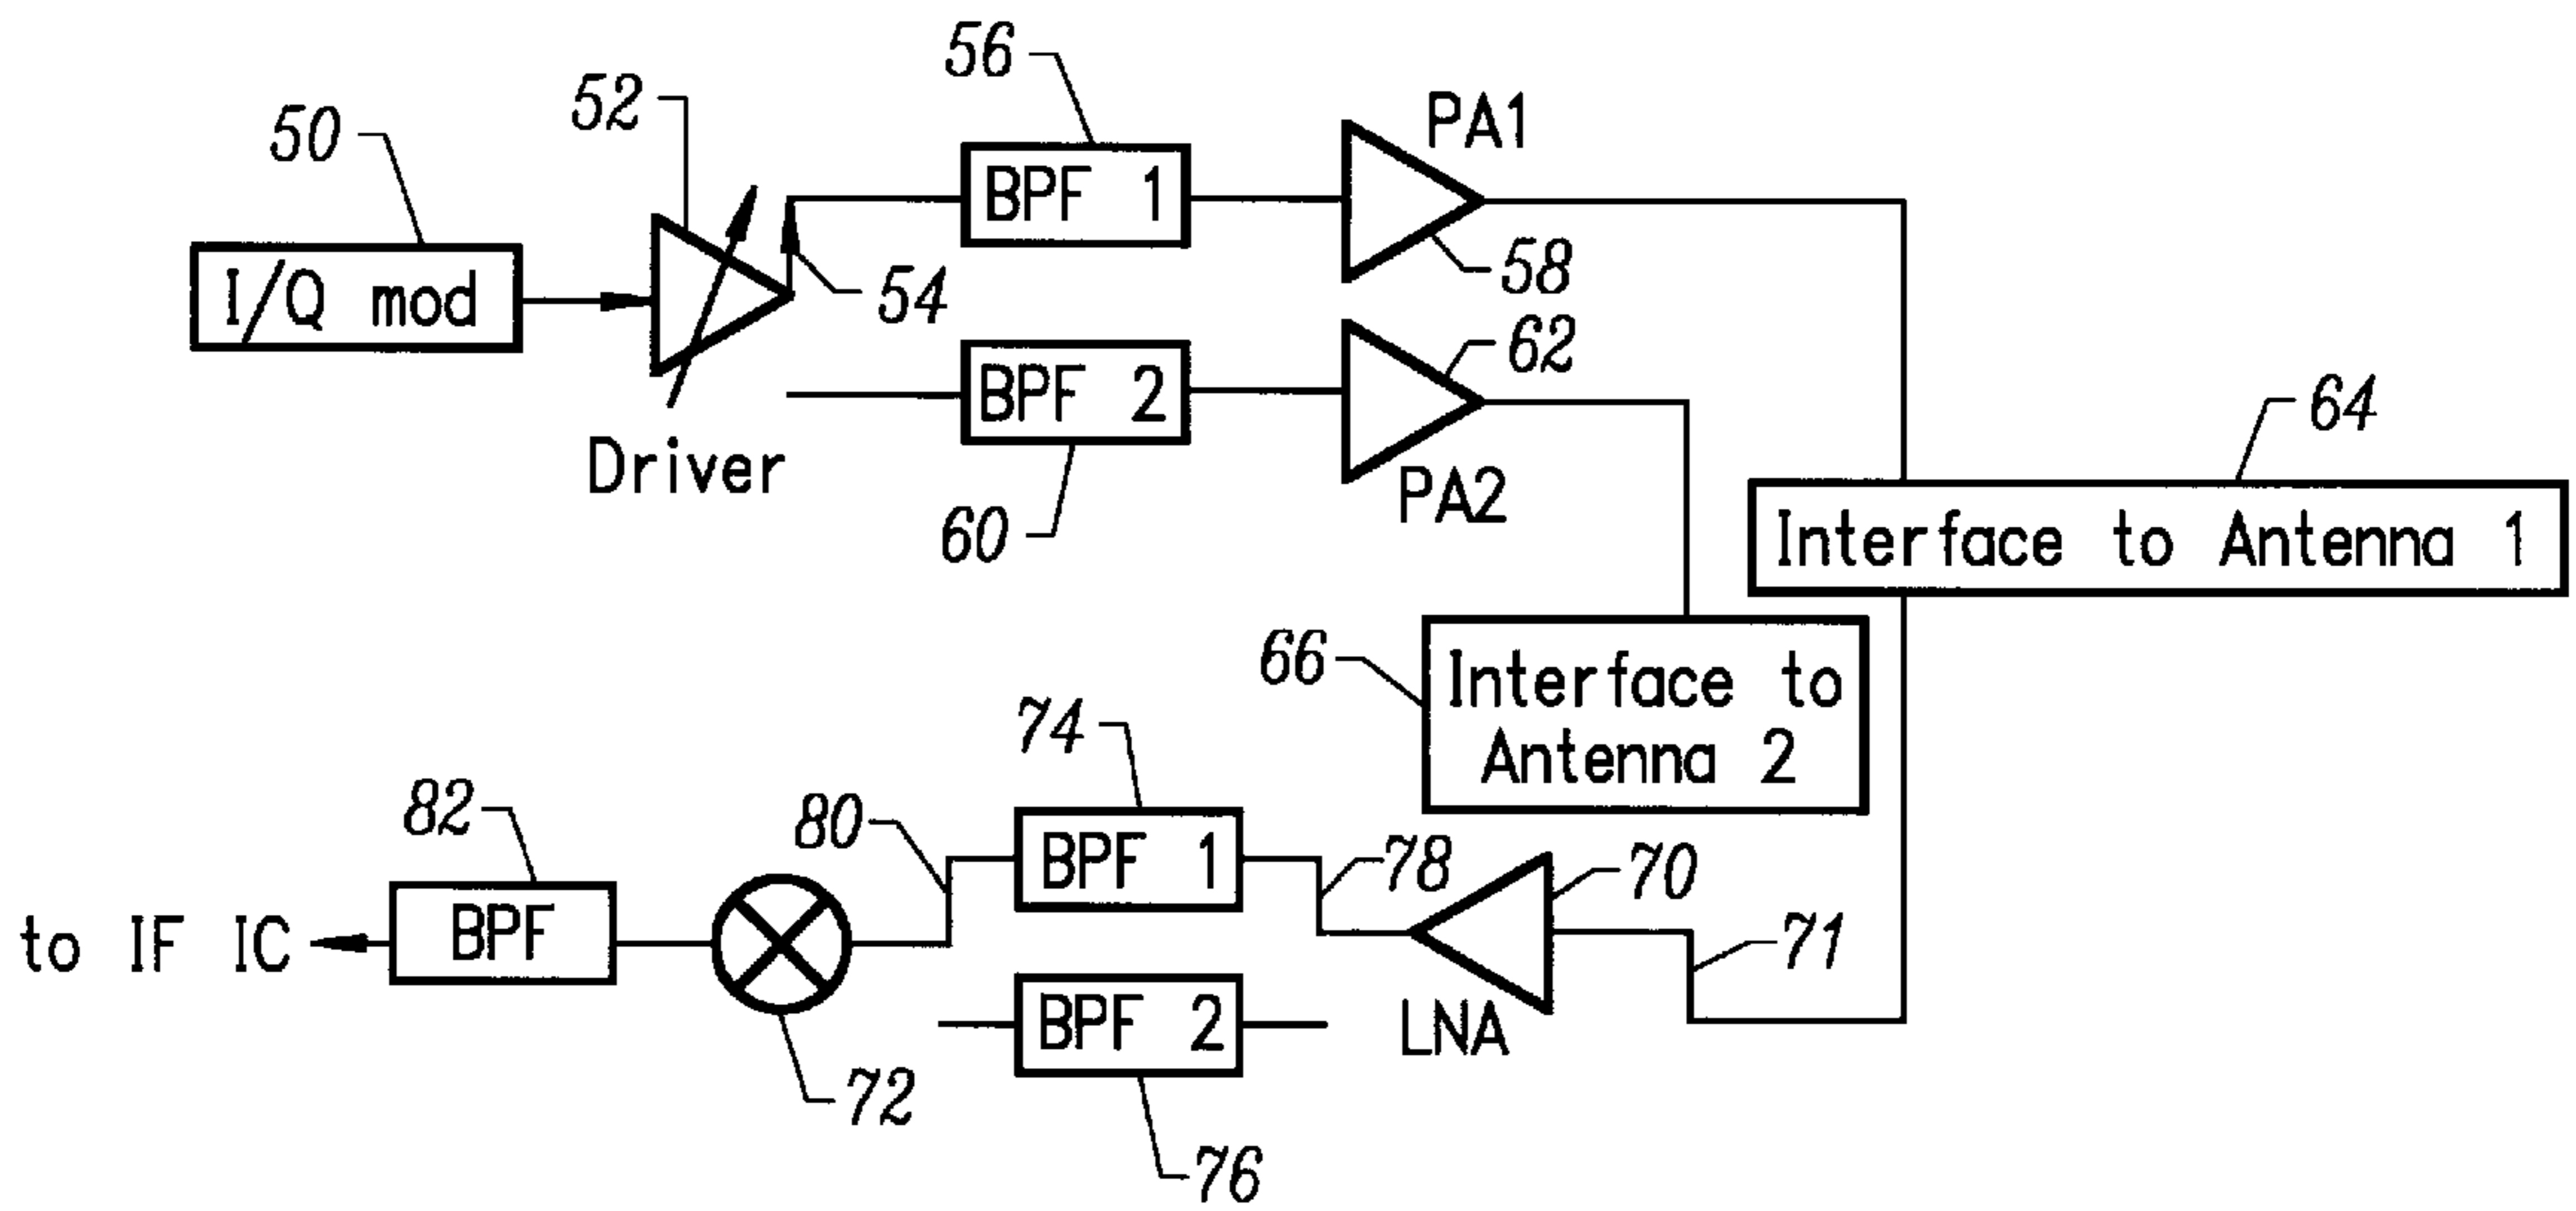 56
52
PA1
50
BPF 1
54
58
I/Q mod
62
BPF 2
64
Driver
PA2
60
Interface to Antenna 1
66
Interface to
Antenna 2
74
82
80
BPF 1
78
70
to IF IC
BPF
71
BPF 2
LNA
72
76